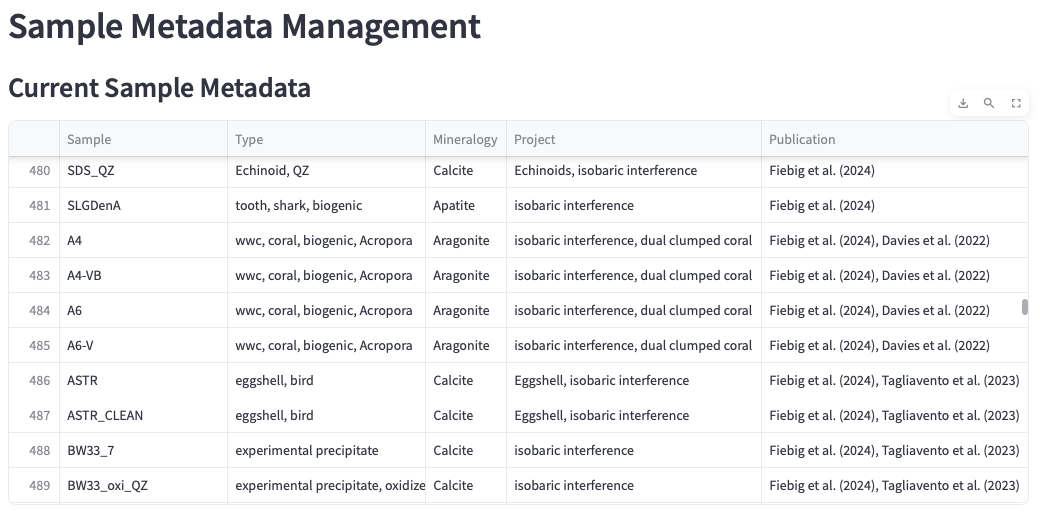 Sample Metadata Management
Current Sample Metadata
Sample Type Mineralogy Project Publication
480 SDS_QZ Echinoid, QZ Calcite Echinoids, isobaric interference Fiebig et al. (2024)
481 SLGDenA tooth, shark, biogenic Apatite isobaric interference Fiebig et al. (2024)
482 A4 wwc, coral, biogenic, Acropora Aragonite isobaric interference, dual clumped coral Fiebig et al. (2024), Davies et al. (2022)
483 A4-VB wwc, coral, biogenic, Acropora Aragonite isobaric interference, dual clumped coral Fiebig et al. (2024), Davies et al. (2022)
484 A6 wwc, coral, biogenic, Acropora Aragonite isobaric interference, dual clumped coral Fiebig et al. (2024), Davies et al. (2022)
485 A6-V wwc, coral, biogenic, Acropora Aragonite isobaric interference, dual clumped coral Fiebig et al. (2024), Davies et al. (2022)
486 ASTR eggshell, bird Calcite Eggshell, isobaric interference Fiebig et al. (2024), Tagliavento et al. (2023)
487 ASTR_CLEAN eggshell, bird Calcite Eggshell, isobaric interference Fiebig et al. (2024), Tagliavento et al. (2023)
488 BW33_7 experimental precipitate Calcite isobaric interference Fiebig et al. (2024), Tagliavento et al. (2023)
489 BW33_oxi_QZ experimental precipitate, oxidize Calcite isobaric interference Fiebig et al. (2024), Tagliavento et al. (2023)